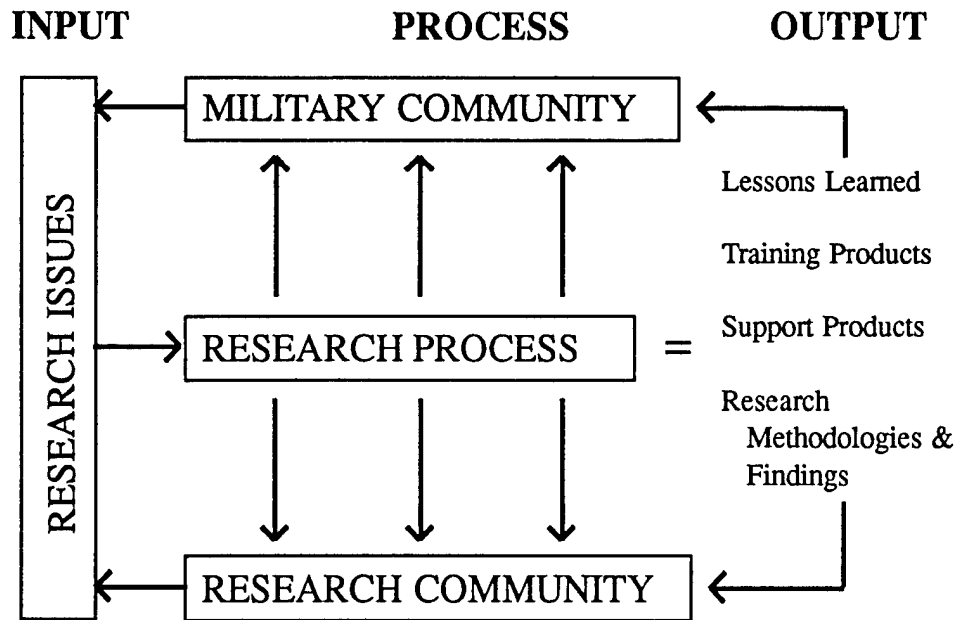 INPUT PROCESS OUTPUT
MILITARY COMMUNITY
RESEARCH ISSUES
Lessons Learned
Training Products
RESEARCH PROCESS = Support Products
Research
Methodologies &
Findings
RESEARCH COMMUNITY